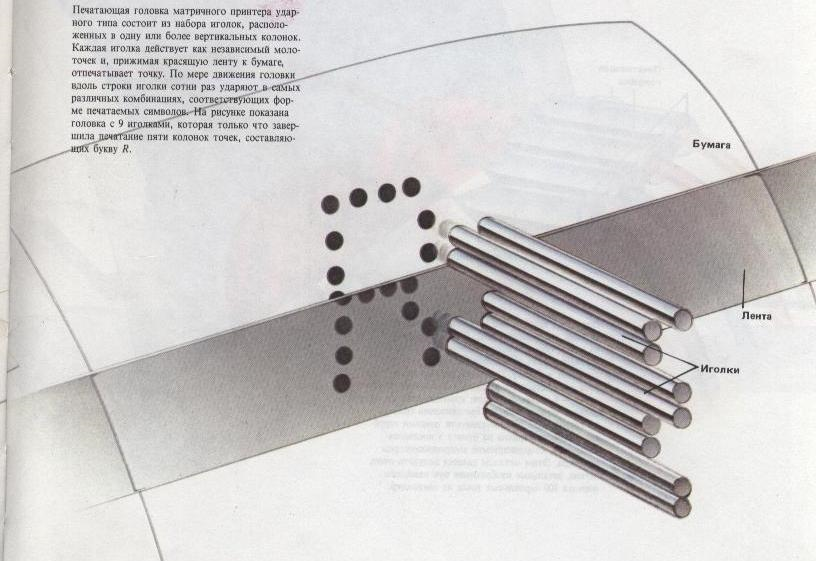 Печатающая головка матричного принтера удар-
ного типа состоит из набора иголок, располо-
женных в одну или более вертикальных колонок.
Каждая иголка действует как независимый моло-
точек и, прижимая красящую ленту к бумаге,
отпечатывает точку. По мере движения головки
вдоль строки иголки сотни раз ударяют в самых
различных комбинациях, соответствующих фор-
ме печатаемых символов. На рисунке показана
головка с 9 иголками, которая только что завер-
шила печатание пяти колонок точек, составляю-
щих букву R.
Бумага
Лента
Иголки